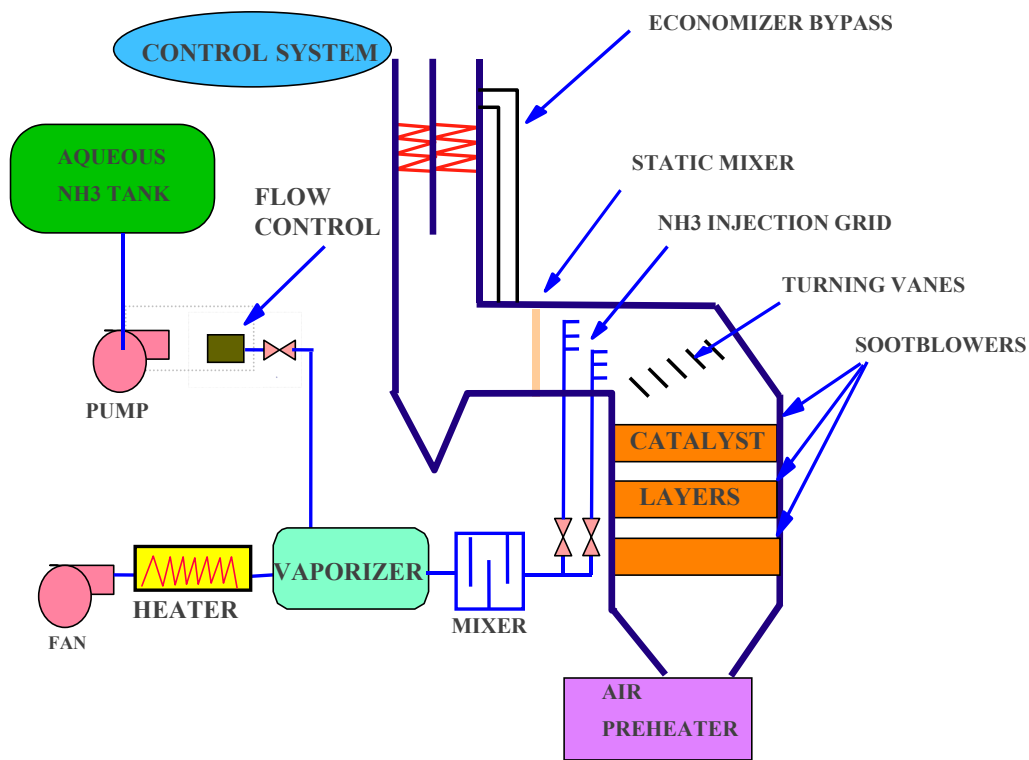 ECONOMIZER BYPASS
CONTROL SYSTEM
AQUEOUS
NH3 TANK
STATIC MIXER
FLOW
CONTROL
NH3 INJECTION GRID
TURNING VANES
SOOTBLOWERS
PUMP
CATALYST
LAYERS
VAPORIZER
HEATER
MIXER
FAN
AIR
PREHEATER